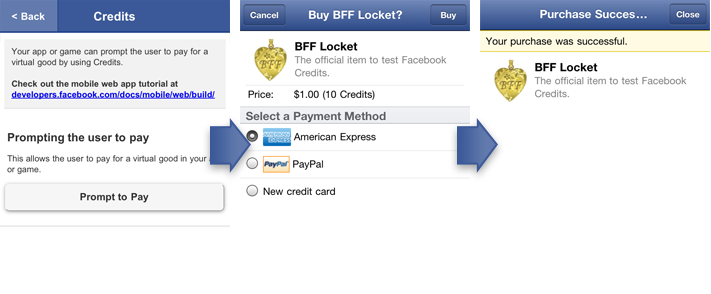 < Back
Credits
Your app or game can prompt the user to pay for a
virtual good by using Credits.
Check out the mobile web app tutorial at
developers.facebook.com/docs/mobile/web/build/
Prompting the user to pay
This allows the user to pay for a virtual good in your
or game.
Prompt to Pay
Cancel
Buy BFF Locket?
Buy
BFF
BFF Locket
The official item to test Facebook
Credits.
Price:
$1.00 (10 Credits)
Select a Payment Method
AMERICAN
EXPRESS
American Express
PayPal
PayPal
New credit card
Purchase Succes...
Close
Your purchase was successful.
BFF
BFF Locket
The official item to test Facebook
Credits.